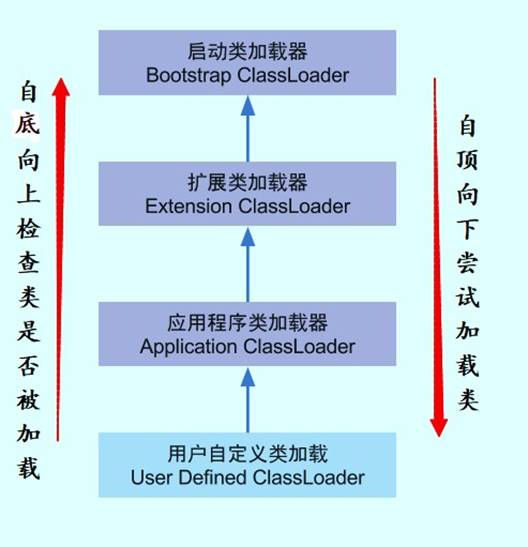 启动类加载器
Bootstrap ClassLoader
扩展类加载器
Extension ClassLoader
应用程序类加载器
Application ClassLoader
用户自定义类加载
User Defined ClassLoader
自底向上检查类是否被加载
自顶向下尝试加载类